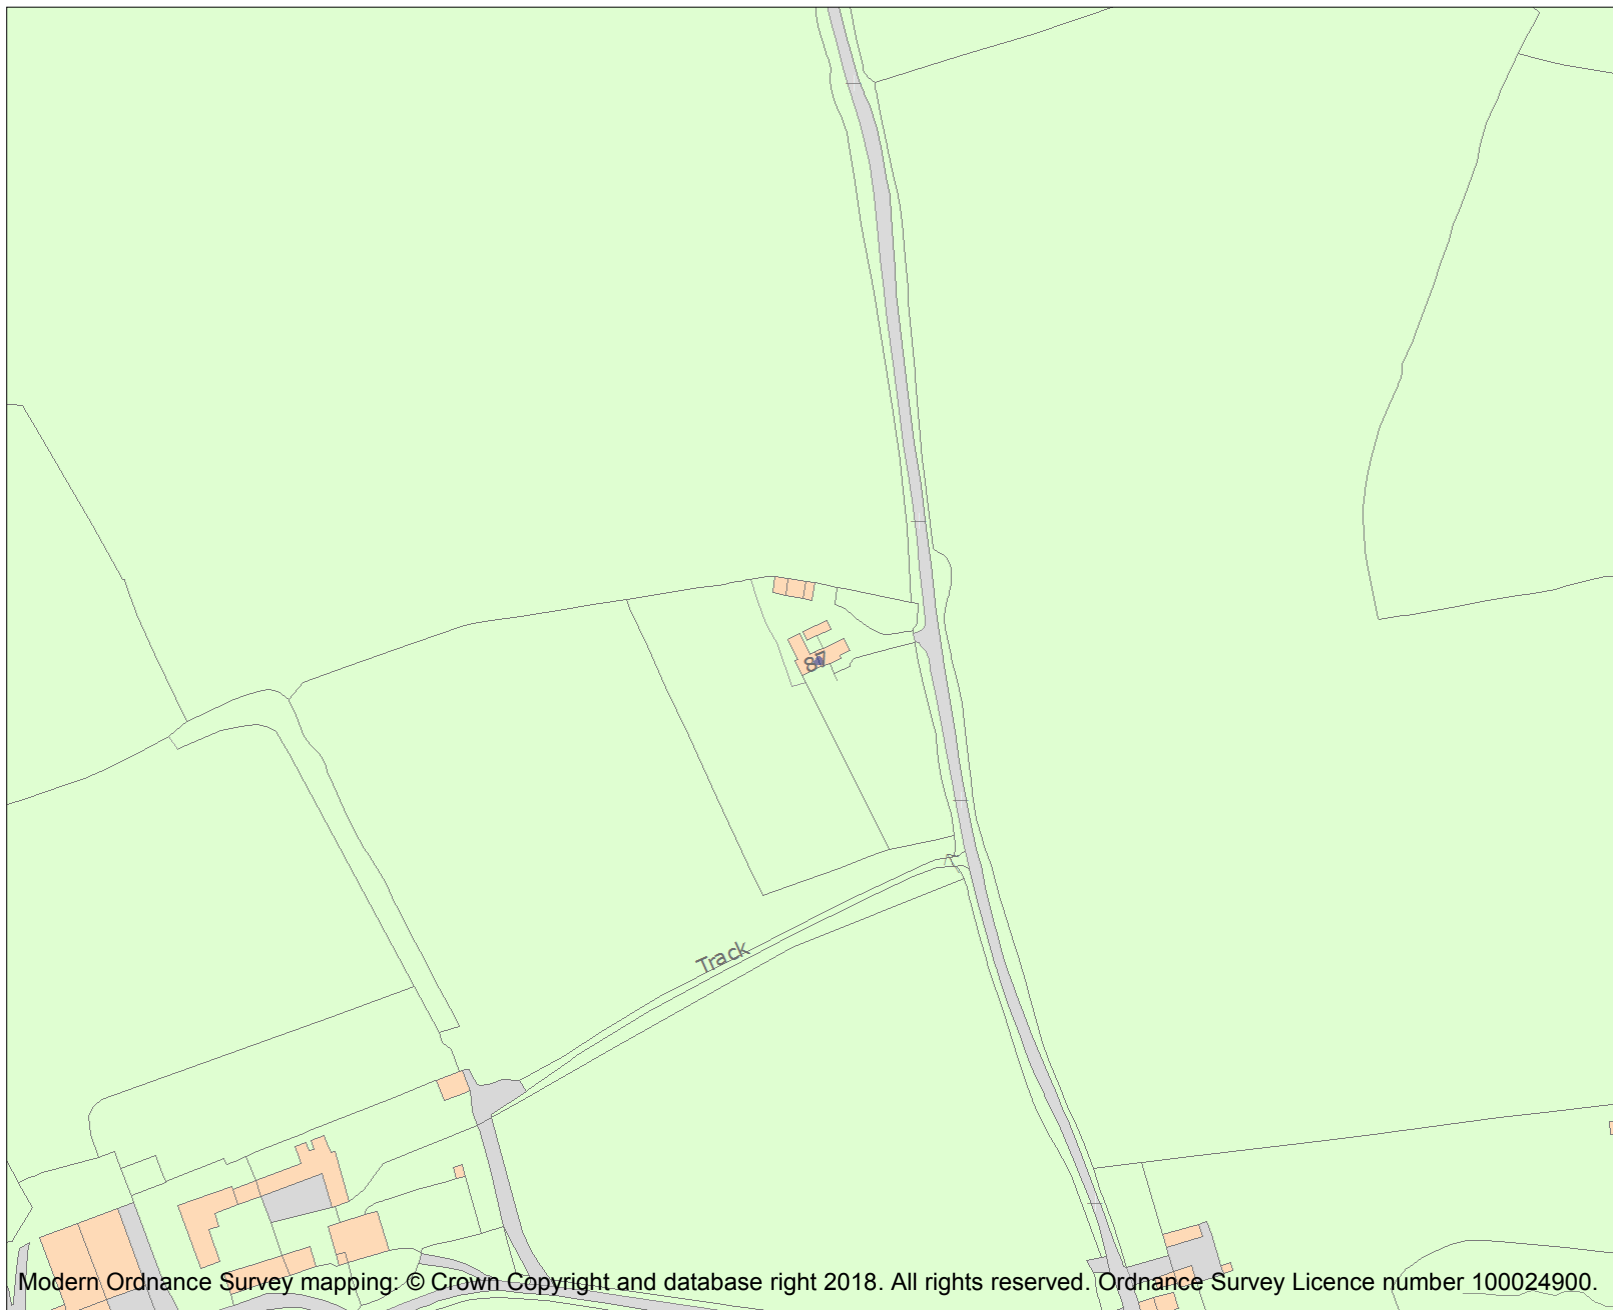 87
Track
Modern Ordnance Survey mapping: © Crown Copyright and database right 2018. All rights reserved. Ordnance Survey Licence number 100024900.